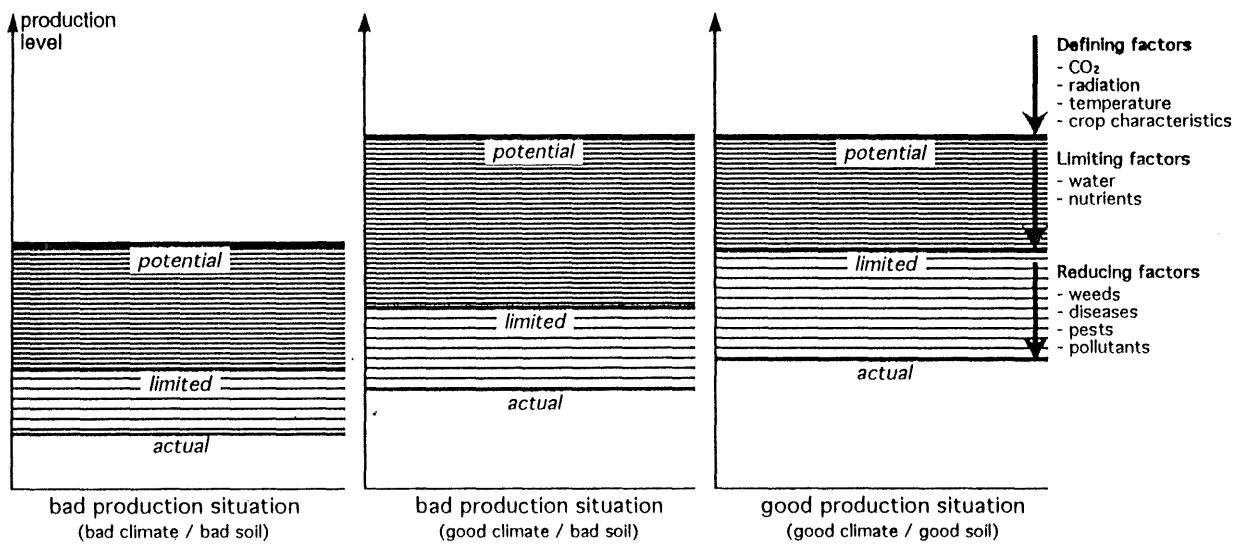 production
level
potential
limited
actual
bad production situation
(bad climate / bad soil)
potential
limited
actual
bad production situation
(good climate / bad soil)
potential
limited
actual
good production situation
(good climate / good soil)
Defining factors
- CO₂
- radiation
- temperature
- crop characteristics
Limiting factors
- water
- nutrients
Reducing factors
- weeds
- diseases
- pests
- pollutants